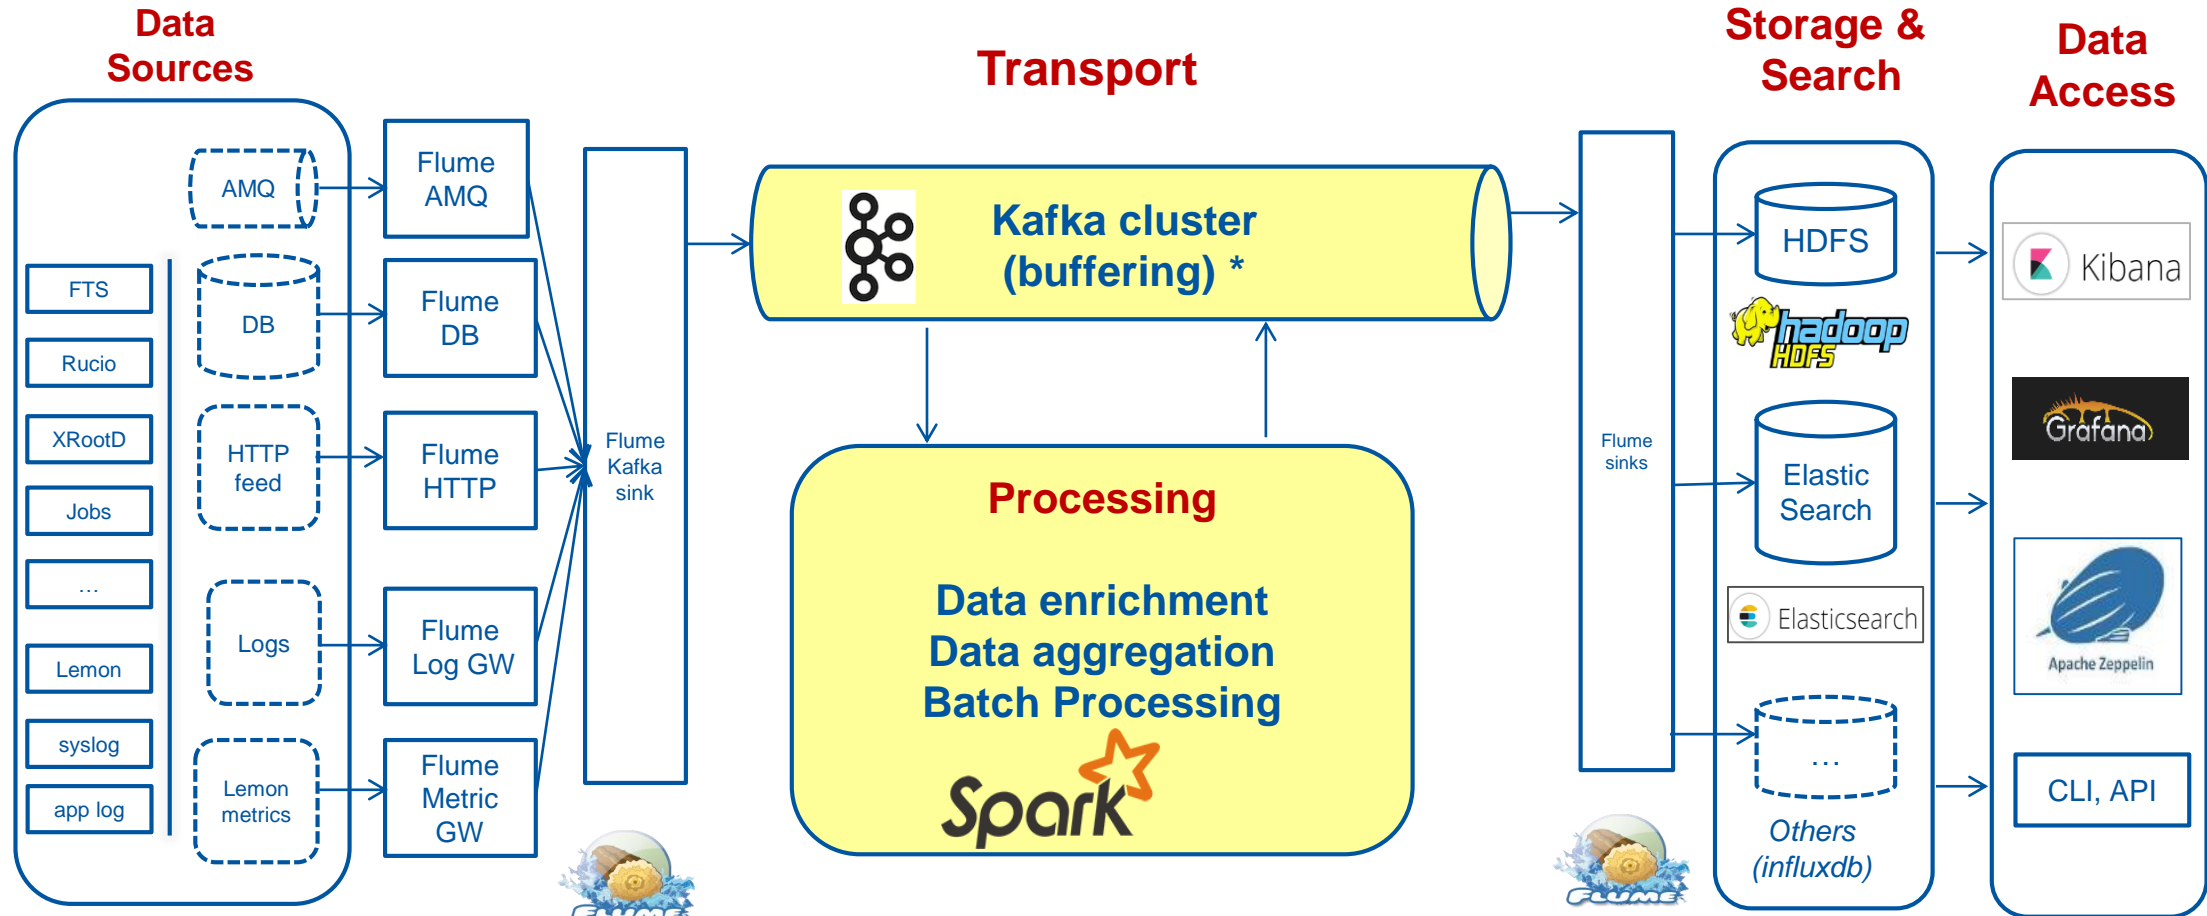 Data
Sources
Transport
Storage &
Search
Data
Access
AMQ
DB
HTTP
feed
Logs
Lemon
metrics
FTS
Rucio
XRootD
Jobs
...
Lemon
syslog
app log
Flume
AMQ
Flume
DB
Flume
HTTP
Flume
Log GW
Flume
Metric
GW
Flume
Kafka
sink
FLUME
Kafka cluster
(buffering) *
Processing
Data enrichment
Data aggregation
Batch Processing
Spark
Flume
sinks
FLUME
HDFS
hadoop
HDFS
Elastic
Search
Elasticsearch
...
Others
(influxdb)
Kibana
Grafana
Apache Zeppelin
CLI, API